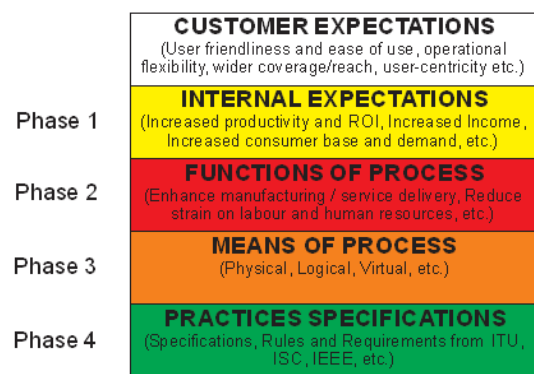 CUSTOMER EXPECTATIONS
(User friendliness and ease of use, operational
flexibility, wider coverage/reach, user-centricity etc.)
Phase 1
INTERNAL EXPECTATIONS
(Increased productivity and ROI, Increased Income,
Increased consumer base and demand, etc.)
Phase 2
FUNCTIONS OF PROCESS
(Enhance manufacturing / service delivery, Reduce
strain on labour and human resources, etc.)
Phase 3
MEANS OF PROCESS
(Physical, Logical, Virtual, etc.)
Phase 4
PRACTICES SPECIFICATIONS
(Specifications, Rules and Requirements from ITU,
ISC, IEEE, etc.)